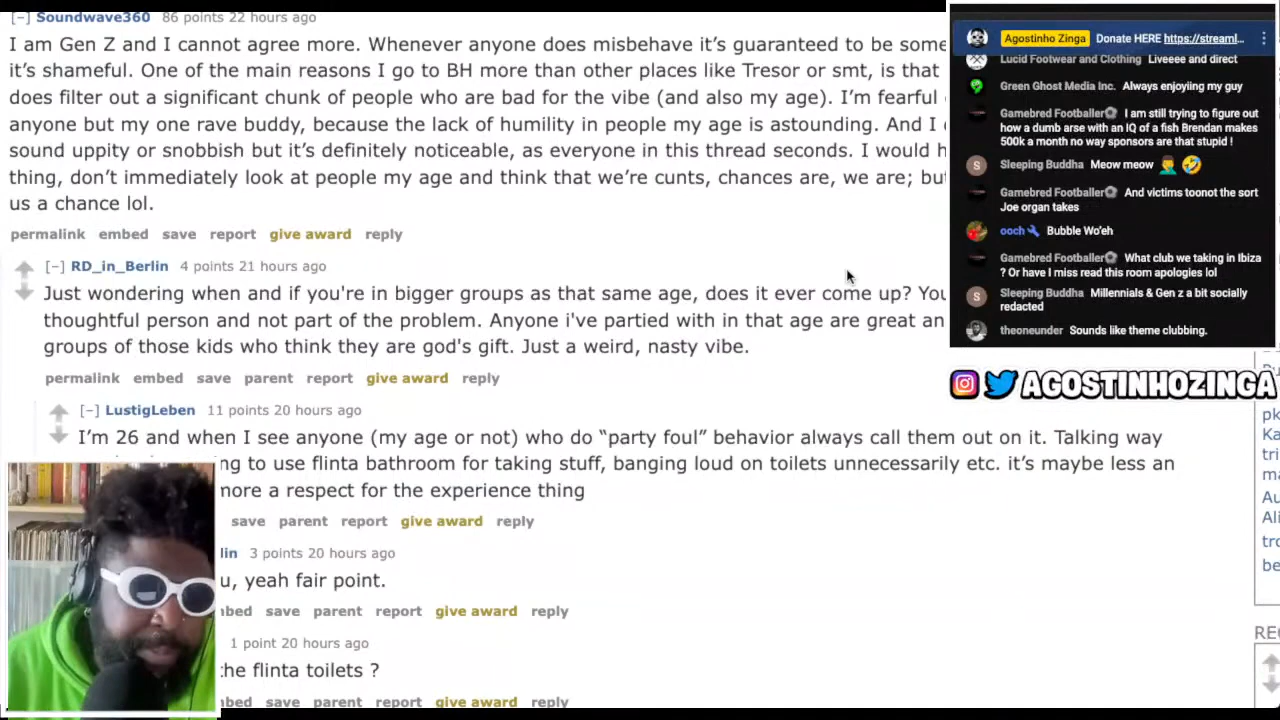 [–] Soundwave360 86 points 22 hours ago
I am Gen Z and I cannot agree more. Whenever anyone does misbehave it’s guaranteed to be some
it’s shameful. One of the main reasons I go to BH more than other places like Tresor or smt, is that
does filter out a significant chunk of people who are bad for the vibe (and also my age). I’m fearful
anyone but my one rave buddy, because the lack of humility in people my age is astounding. And I
sound uppity or snobbish but it’s definitely noticeable, as everyone in this thread seconds. I would
thing, don’t immediately look at people my age and think that we’re cunts, chances are, we are; but
us a chance lol.
permalink embed save report give award reply
[–] RD_in_Berlin 4 points 21 hours ago
Just wondering when and if you're in bigger groups as that same age, does it ever come up? You
thoughtful person and not part of the problem. Anyone i've partied with in that age are great an
groups of those kids who think they are god's gift. Just a weird, nasty vibe.
permalink embed save parent report give award reply
[–] LustigLeben 11 points 20 hours ago
I’m 26 and when I see anyone (my age or not) who do “party foul” behavior always call them out on it. Talking way
ng to use flinta bathroom for taking stuff, banging loud on toilets unnecessarily etc. it’s maybe less an
more a respect for the experience thing
save parent report give award reply
lin 3 points 20 hours ago
u, yeah fair point.
bed save parent report give award reply
1 point 20 hours ago
the flinta toilets ?
bed save parent report give award reply
Agostinho Zinga Donate HERE https://streaml...
Lucid Footwear and Clothing Liveeee and direct
Green Ghost Media Inc. Always enjoyiing my guy
Gamebred Footballer⚽ I am still trying to figure out
how a dumb arse with an IQ of a fish Brendan makes
500k a month no way sponsors are that stupid !
S Sleeping Buddha Meow meow 🤦‍♂️ 🤣
Gamebred Footballer⚽ And victims toonot the sort
Joe organ takes
ooch🔧 Bubble Wo'eh
Gamebred Footballer⚽ What club we taking in Ibiza
? Or have I miss read this room apologies lol
S Sleeping Buddha Millennials & Gen z a bit socially
redacted
theoneunder Sounds like theme clubbing.
AGOSTINHOZINGA
pk
Ka
tri
ma
Au
Ali
tro
be